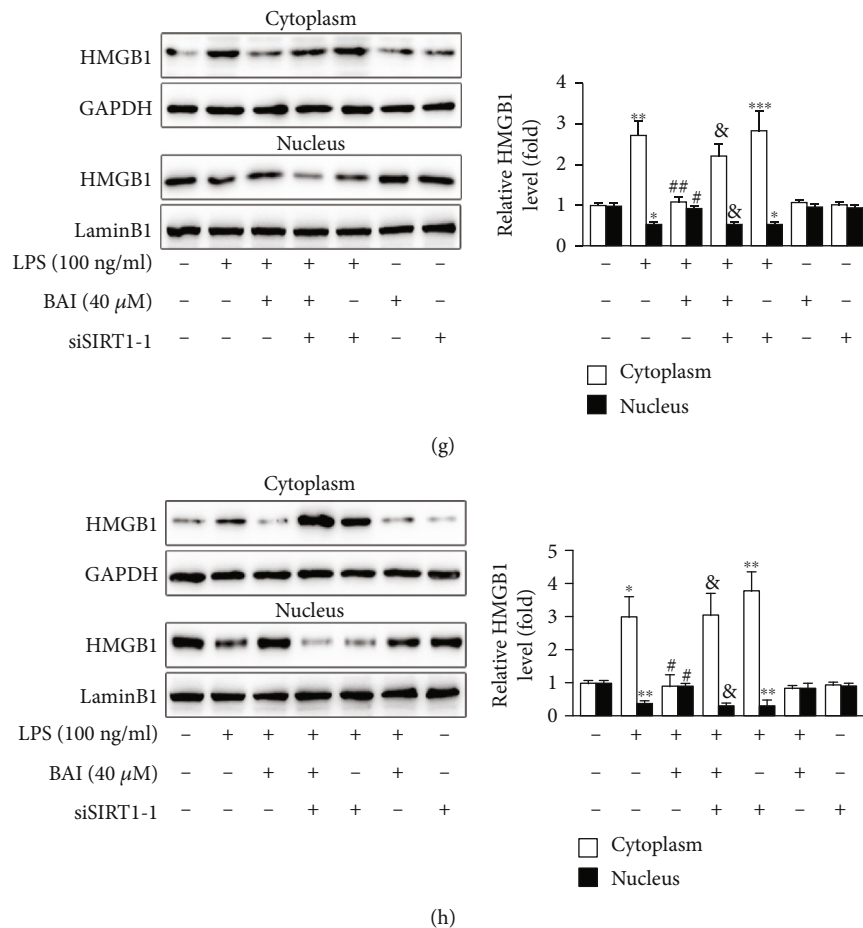 Cytoplasm
HMGB1
GAPDH
Nucleus
HMGB1
LaminB1
LPS (100 ng/ml) – + + + + – –
BAI (40 μM) – – + + – + –
siSIRT1-1 – – – + + – +
Relative HMGB1
level (fold)
4
3
2
1
0
** * ## # & & *** *
– + + + + – –
– – + + – + –
– – – + + – +
Cytoplasm
Nucleus
(g)
Cytoplasm
HMGB1
GAPDH
Nucleus
HMGB1
LaminB1
LPS (100 ng/ml) – + + + + + –
BAI (40 μM) – – + + – + –
siSIRT1-1 – – – + + – +
Relative HMGB1
level (fold)
5
4
3
2
1
0
* ** # # & & ** **
– + + + + + –
– – + + – + –
– – – + + – +
Cytoplasm
Nucleus
(h)